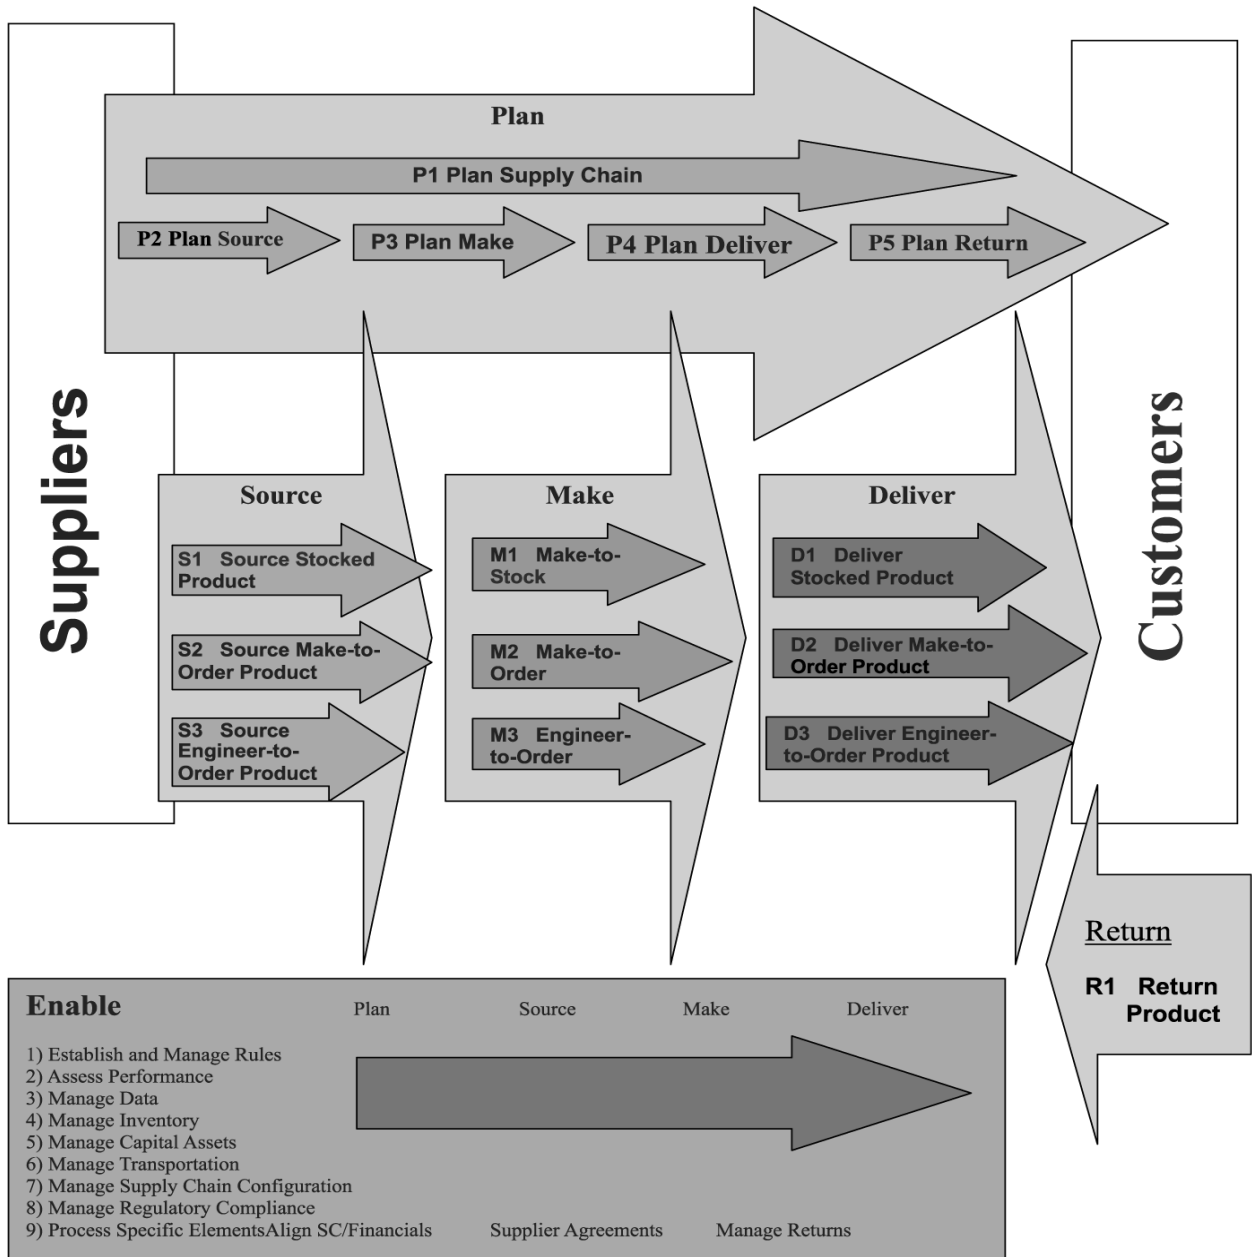 Suppliers
Customers
Plan
P1 Plan Supply Chain
P2 Plan Source
P3 Plan Make
P4 Plan Deliver
P5 Plan Return
Source
S1 Source Stocked
Product
S2 Source Make-to-
Order Product
S3 Source
Engineer-to-
Order Product
Make
M1 Make-to-
Stock
M2 Make-to-
Order
M3 Engineer-
to-Order
Deliver
D1 Deliver
Stocked Product
D2 Deliver Make-to-
Order Product
D3 Deliver Engineer-
to-Order Product
Return
R1 Return
Product
Enable
Plan
Source
Make
Deliver
1) Establish and Manage Rules
2) Assess Performance
3) Manage Data
4) Manage Inventory
5) Manage Capital Assets
6) Manage Transportation
7) Manage Supply Chain Configuration
8) Manage Regulatory Compliance
9) Process Specific ElementsAlign SC/Financials Supplier Agreements Manage Returns